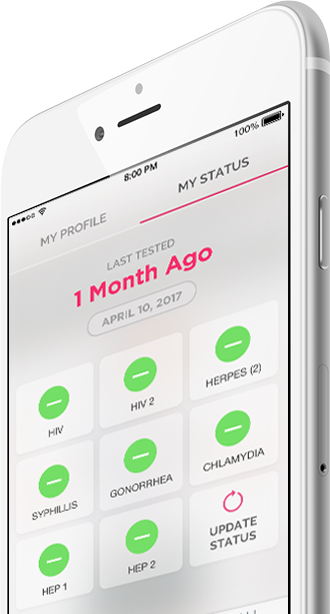 8:00 PM
100%
MY PROFILE
MY STATUS
LAST TESTED
1 Month Ago
APRIL 10, 2017
HIV
HIV 2
HERPES (2)
SYPHILLIS
GONORRHEA
CHLAMYDIA
HEP 1
HEP 2
UPDATE
STATUS